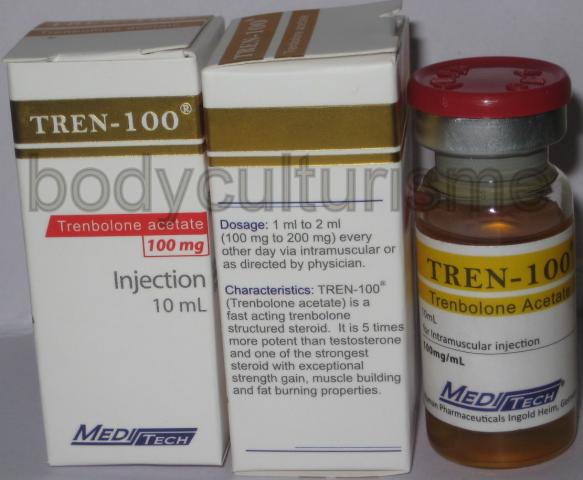 TREN-100®
Trenbolone acetate
100 mg
Injection
10 mL
MEDITECH
TREN-100®
Trenbolone acetate
Dosage: 1 ml to 2 ml
(100 mg to 200 mg) every
other day via intramuscular or
as directed by physician.
Characteristics: TREN-100®
(Trenbolone acetate) is a
fast acting trenbolone
structured steroid. It is 5 times
more potent than testosterone
and one of the strongest
steroid with exceptional
strength gain, muscle building
and fat burning properties.
TREN-100®
Trenbolone Acetate
10mL
for Intramuscular injection
100mg/mL
MEDITECH
Pharmaceuticals Ingold Heim,
bodyculturisme